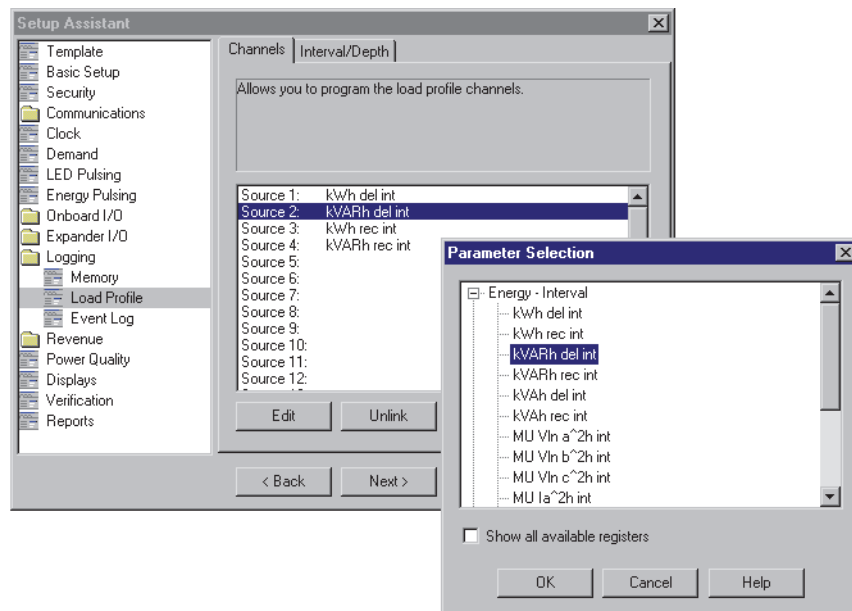 Setup Assistant
Template
Basic Setup
Security
Communications
Clock
Demand
LED Pulsing
Energy Pulsing
Onboard I/O
Expander I/O
Logging
Memory
Load Profile
Event Log
Revenue
Power Quality
Displays
Verification
Reports
Channels
Interval/Depth
Allows you to program the load profile channels.
Source 1: kWh del int
Source 2: kVARh del int
Source 3: kWh rec int
Source 4: kVARh rec int
Source 5:
Source 6:
Source 7:
Source 8:
Source 9:
Source 10:
Source 11:
Source 12:
Edit
Unlink
< Back
Next >
Parameter Selection
Energy - Interval
kWh del int
kWh rec int
kVARh del int
kVARh rec int
kVAh del int
kVAh rec int
MU Vln a^2h int
MU Vln b^2h int
MU Vln c^2h int
MU Ia^2h int
Show all available registers
OK
Cancel
Help